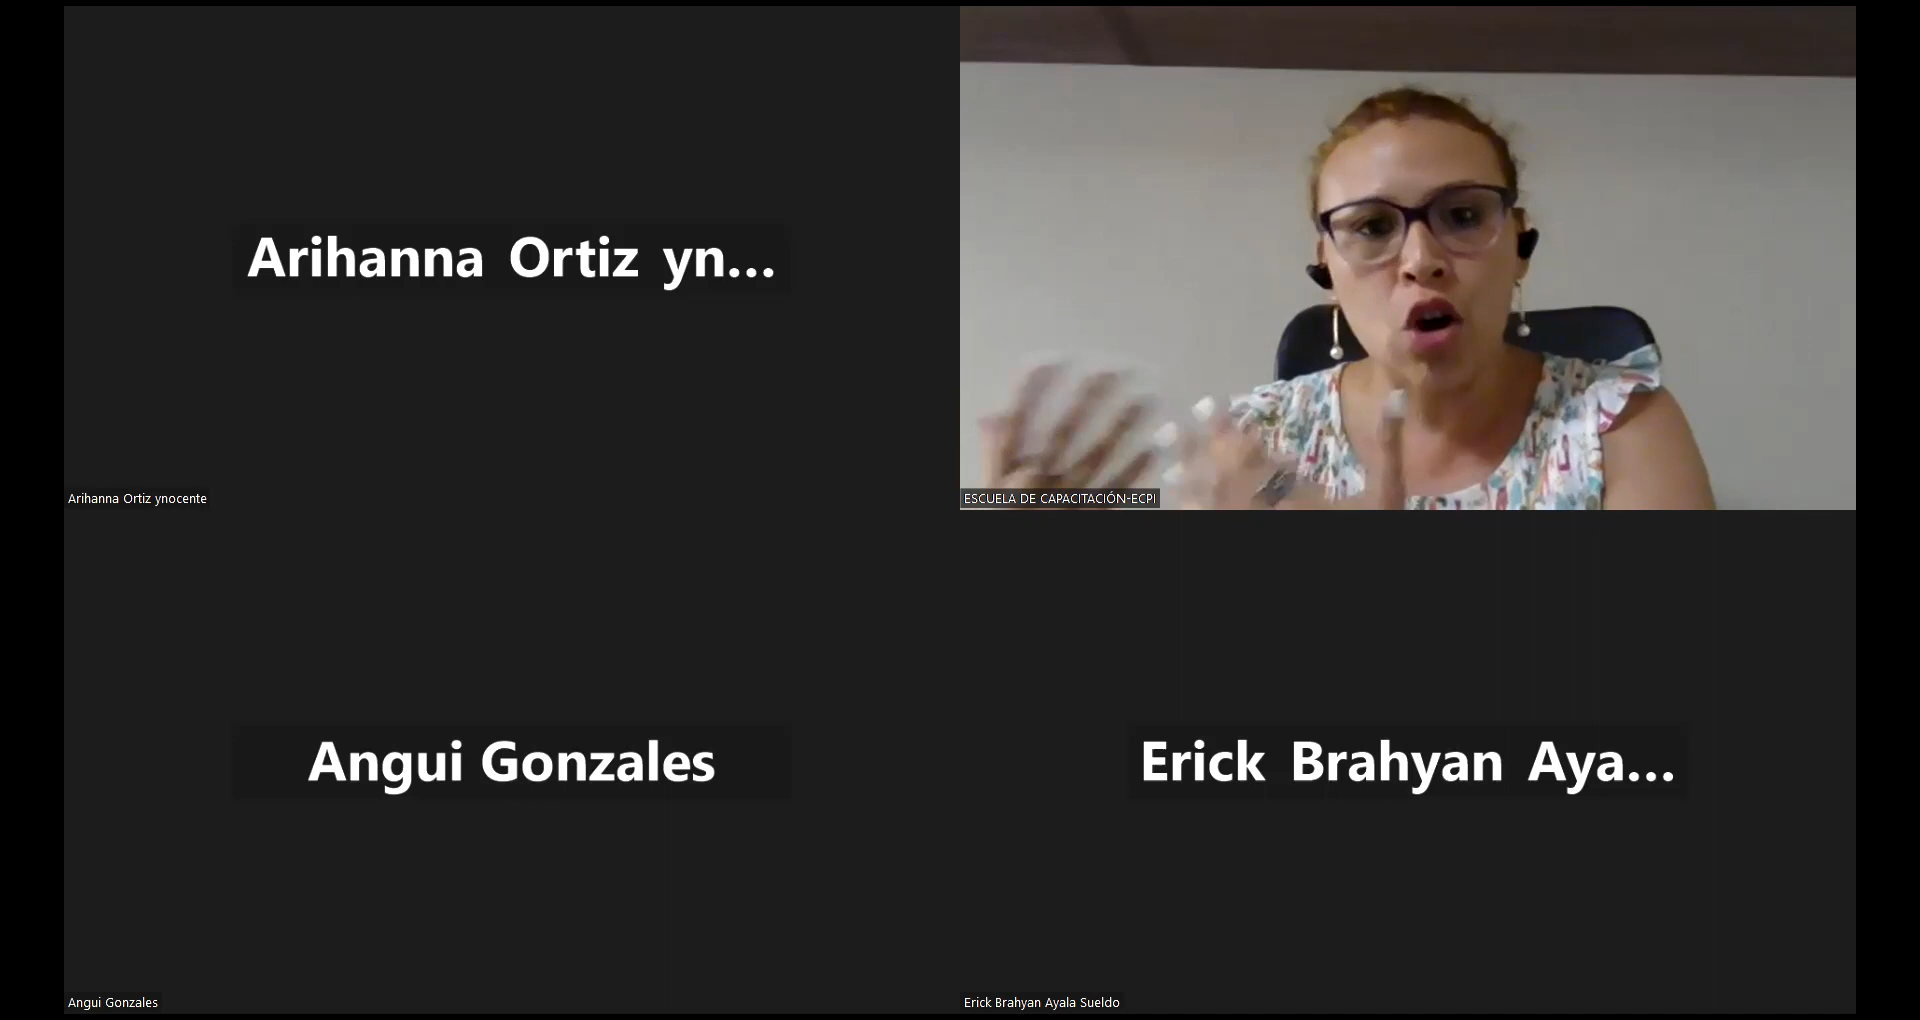 Arihanna Ortiz yn...
Arihanna Ortiz ynocente
ESCUELA DE CAPACITACIÓN-ECPI
Angui Gonzales
Angui Gonzales
Erick Brahyan Aya...
Erick Brahyan Ayala Sueldo